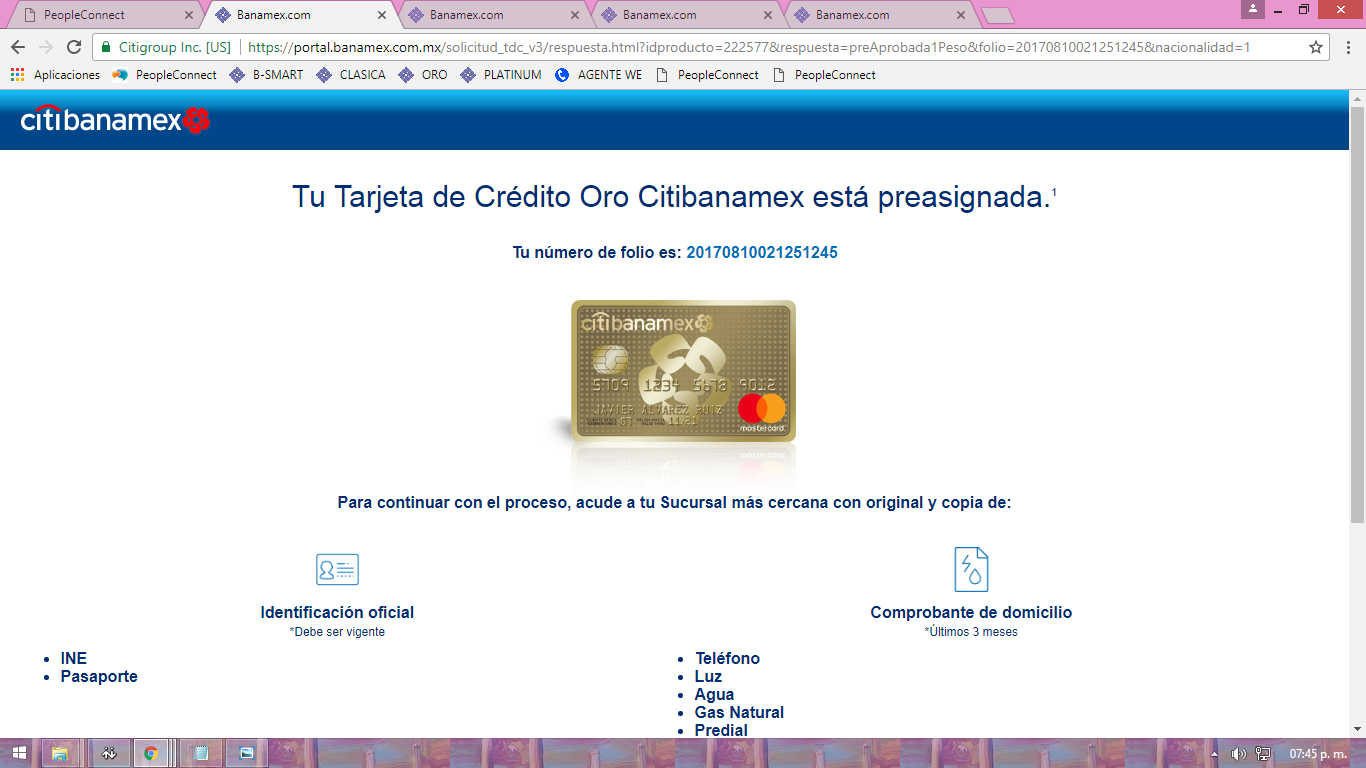 PeopleConnect
Banamex.com
Banamex.com
Banamex.com
Banamex.com
Citigroup Inc. [US] https://portal.banamex.com.mx/solicitud_tdc_v3/respuesta.html?idproducto=222577&respuesta=preAprobada1Peso&folio=20170810021251245&nacionalidad=1
Aplicaciones PeopleConnect B-SMART CLASICA ORO PLATINUM AGENTE WE PeopleConnect PeopleConnect
citibanamex
Tu Tarjeta de Crédito Oro Citibanamex está preasignada.1
Tu número de folio es: 20170810021251245
citibanamex
5709 1234 5678 9012
JAVIER ALVAREZ RUIZ
07 11/21
mastercard
Para continuar con el proceso, acude a tu Sucursal más cercana con original y copia de:
Identificación oficial
*Debe ser vigente
• INE
• Pasaporte
Comprobante de domicilio
*Últimos 3 meses
• Teléfono
• Luz
• Agua
• Gas Natural
• Predial
07:45 p. m.